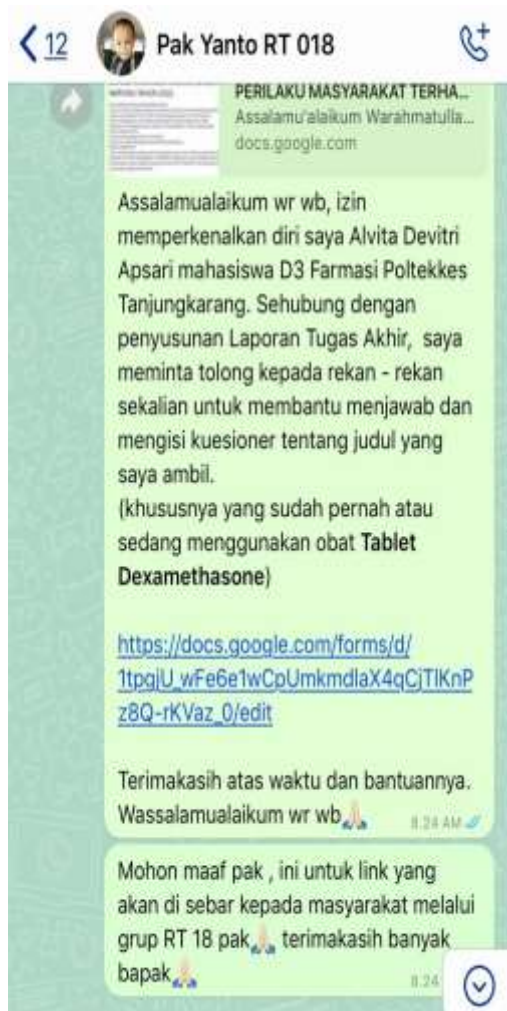 12
Pak Yanto RT 018
PERILAKU MASYARAKAT TERHA...
Assalamu'alaikum Warahmatulla...
docs.google.com
Assalamualaikum wr wb, izin
memperkenalkan diri saya Alvita Devitri
Apsari mahasiswa D3 Farmasi Poltekkes
Tanjungkarang. Sehubung dengan
penyusunan Laporan Tugas Akhir, saya
meminta tolong kepada rekan - rekan
sekalian untuk membantu menjawab dan
mengisi kuesioner tentang judul yang
saya ambil.
(khususnya yang sudah pernah atau
sedang menggunakan obat Tablet
Dexamethasone)
https://docs.google.com/forms/d/
z8Q-rKVaz_0/edit
Terimakasih atas waktu dan bantuannya.
Wassalamualaikum wr wb🙏🏻
8.24 AM
Mohon maaf pak , ini untuk link yang
akan di sebar kepada masyarakat melalui
grup RT 18 pak🙏🏻 terimakasih banyak
bapak🙏🏻
8.24